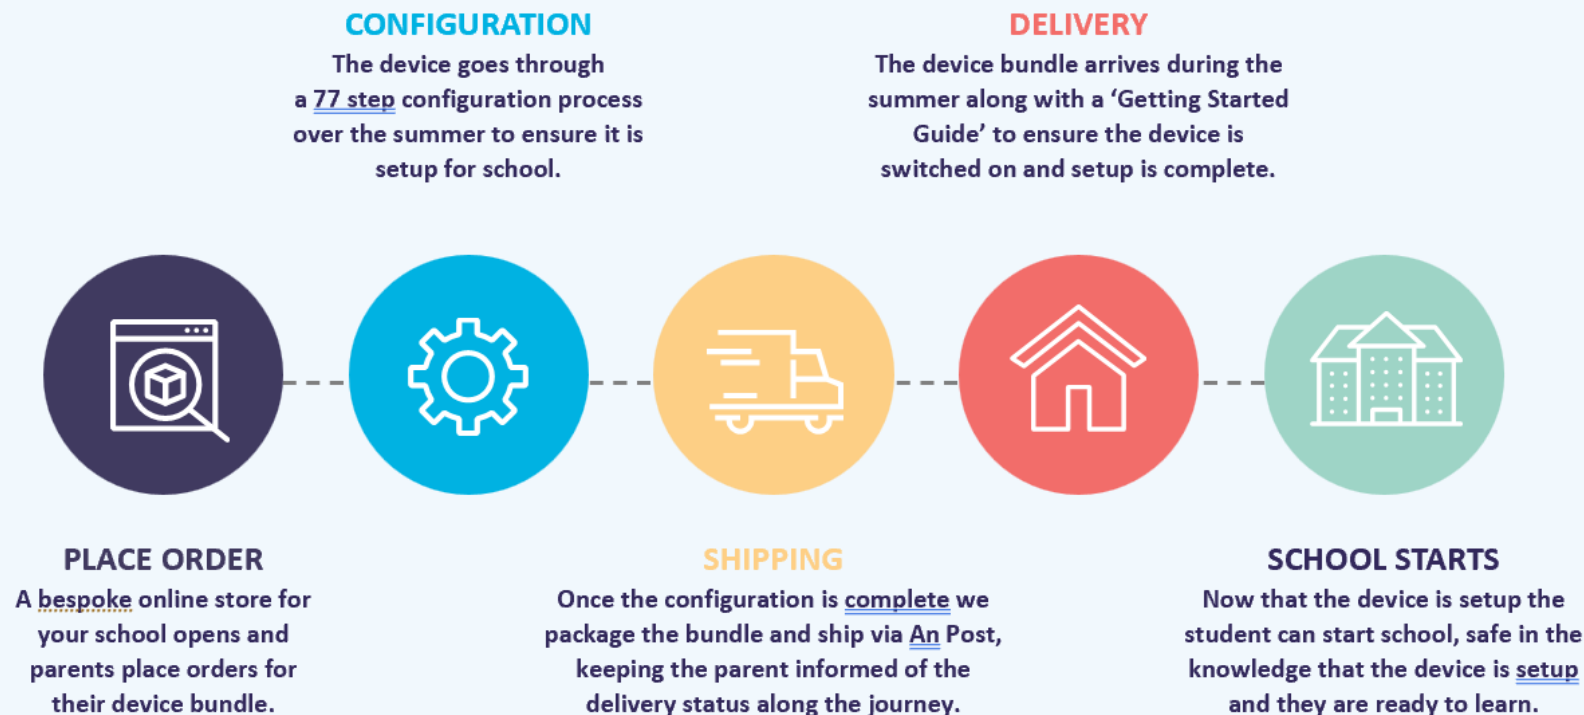 CONFIGURATION
The device goes through
a 77 step configuration process
over the summer to ensure it is
setup for school.
DELIVERY
The device bundle arrives during the
summer along with a ‘Getting Started
Guide’ to ensure the device is
switched on and setup is complete.
PLACE ORDER
A bespoke online store for
your school opens and
parents place orders for
their device bundle.
SHIPPING
Once the configuration is complete we
package the bundle and ship via An Post,
keeping the parent informed of the
delivery status along the journey.
SCHOOL STARTS
Now that the device is setup the
student can start school, safe in the
knowledge that the device is setup
and they are ready to learn.